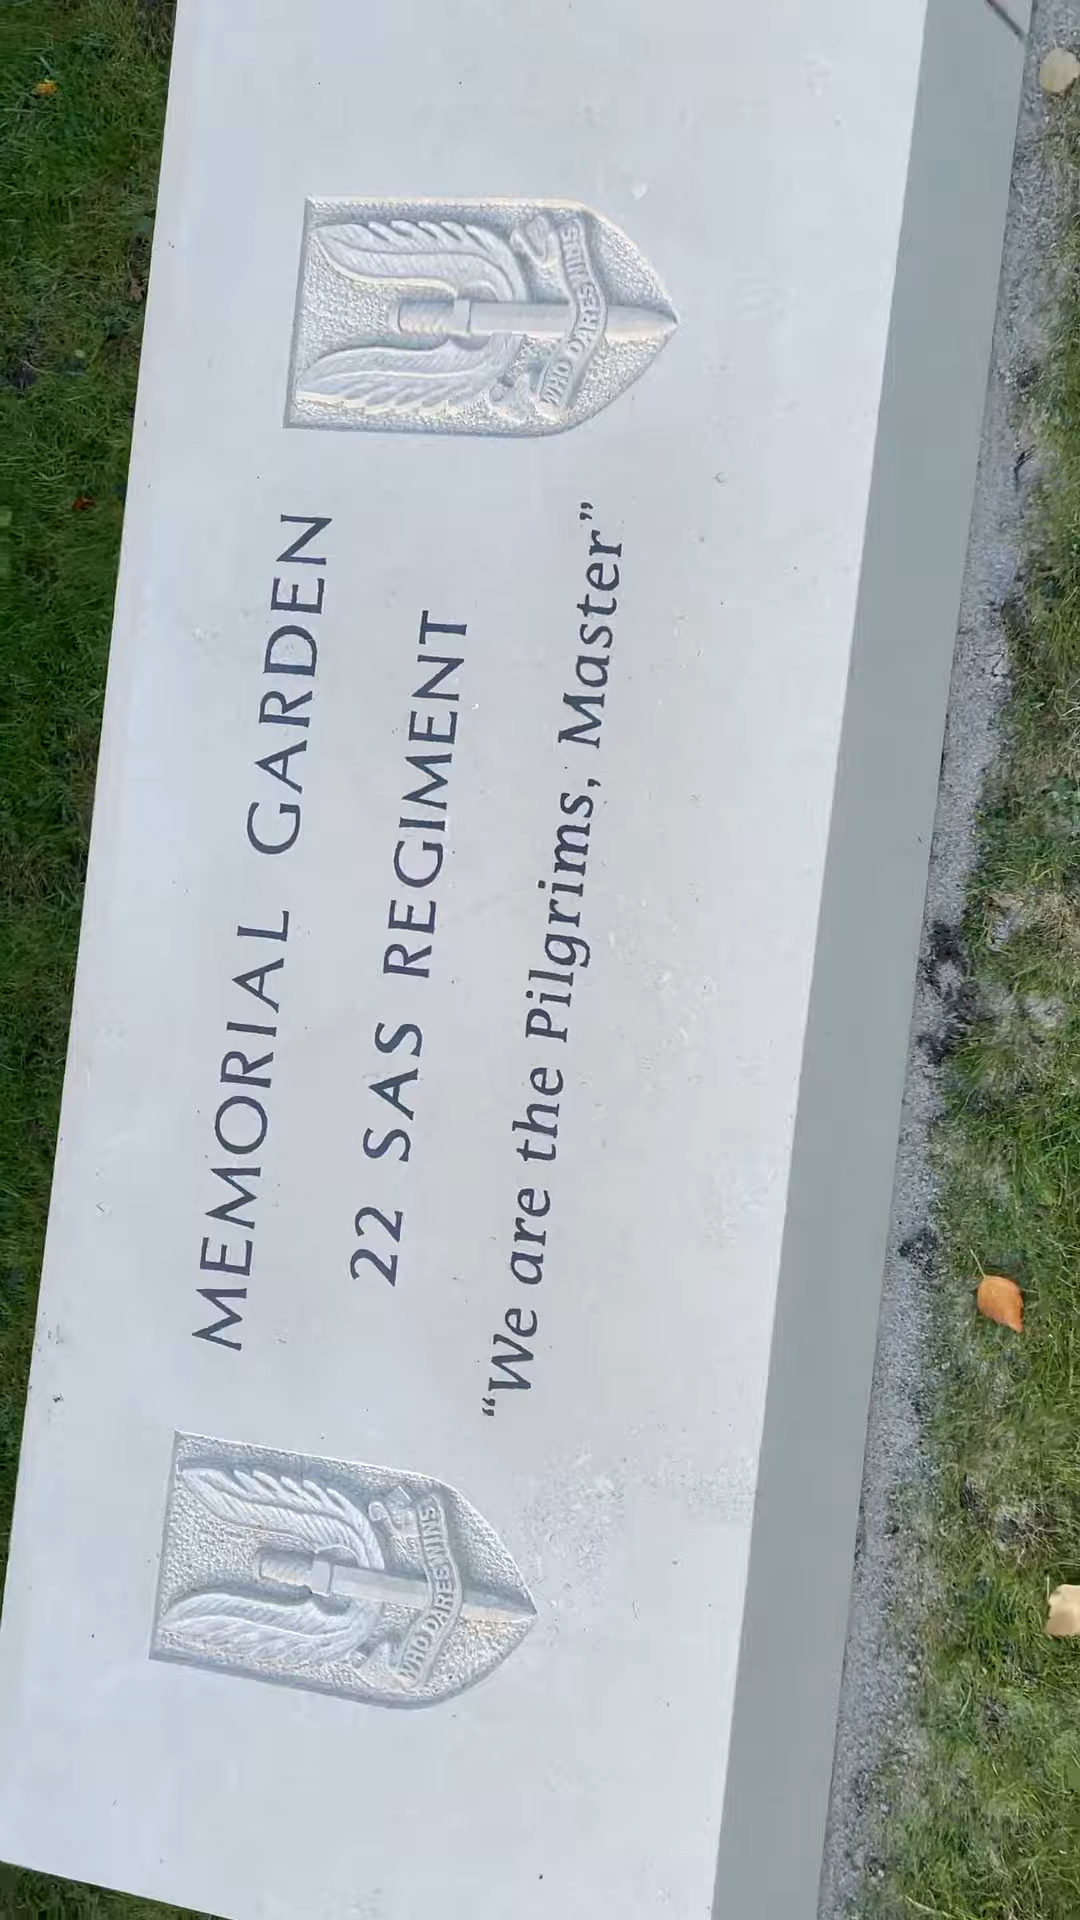 MEMORIAL GARDEN
22 SAS REGIMENT
“We are the Pilgrims, Master”
WHO DARES WINS
WHO DARES WINS